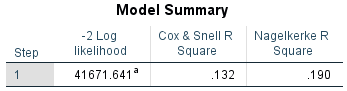 Model Summary
Step -2 Log likelihood Cox & Snell R Square Nagelkerke R Square
1 41671.641a .132 .190